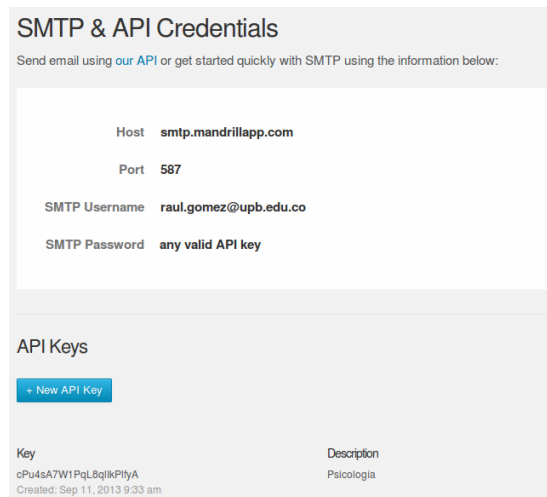 SMTP & API Credentials
Send email using our API or get started quickly with SMTP using the information below:
Host smtp.mandrillapp.com
Port 587
SMTP Username raul.gomez@upb.edu.co
SMTP Password any valid API key
API Keys
+ New API Key
Key Description
cPu4sA7W1PqL8qIlkPlfyA Psicología
Created: Sep 11, 2013 9:33 am